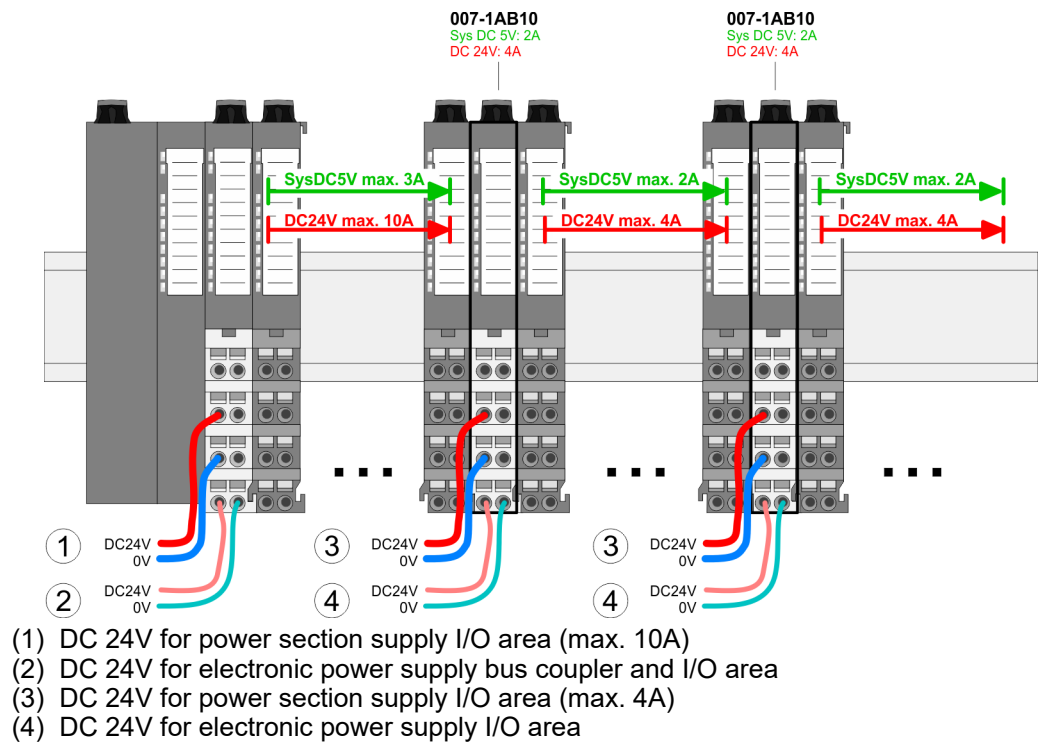 007-1AB10
Sys DC 5V: 2A
DC 24V: 4A
007-1AB10
Sys DC 5V: 2A
DC 24V: 4A
SysDC5V max. 3A
SysDC5V max. 2A
SysDC5V max. 2A
DC24V max. 10A
DC24V max. 4A
DC24V max. 4A
1
DC24V
0V
3
DC24V
0V
3
DC24V
0V
2
DC24V
0V
4
DC24V
0V
4
DC24V
0V
(1) DC 24V for power section supply I/O area (max. 10A)
(2) DC 24V for electronic power supply bus coupler and I/O area
(3) DC 24V for power section supply I/O area (max. 4A)
(4) DC 24V for electronic power supply I/O area